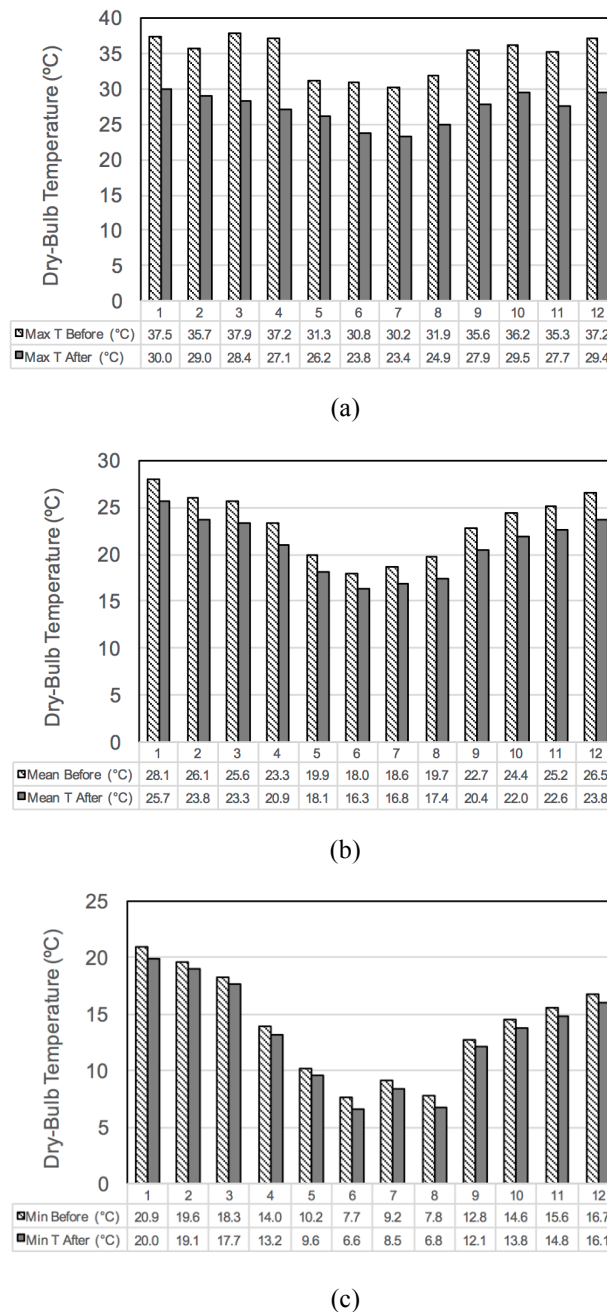 40
35
30
25
20
15
10
5
0
Dry-Bulb Temperature (ºC)
1 2 3 4 5 6 7 8 9 10 11 12
Max T Before (°C) 37.5 35.7 37.9 37.2 31.3 30.8 30.2 31.9 35.6 36.2 35.3 37.2
Max T After (°C) 30.0 29.0 28.4 27.1 26.2 23.8 23.4 24.9 27.9 29.5 27.7 29.4
(a)
30
25
20
15
10
5
0
Dry-Bulb Temperature (ºC)
1 2 3 4 5 6 7 8 9 10 11 12
Mean Before (°C) 28.1 26.1 25.6 23.3 19.9 18.0 18.6 19.7 22.7 24.4 25.2 26.5
Mean T After (°C) 25.7 23.8 23.3 20.9 18.1 16.3 16.8 17.4 20.4 22.0 22.6 23.8
(b)
25
20
15
10
5
0
Dry-Bulb Temperature (ºC)
1 2 3 4 5 6 7 8 9 10 11 12
Min Before (°C) 20.9 19.6 18.3 14.0 10.2 7.7 9.2 7.8 12.8 14.6 15.6 16.7
Min T After (°C) 20.0 19.1 17.7 13.2 9.6 6.6 8.5 6.8 12.1 13.8 14.8 16.1
(c)